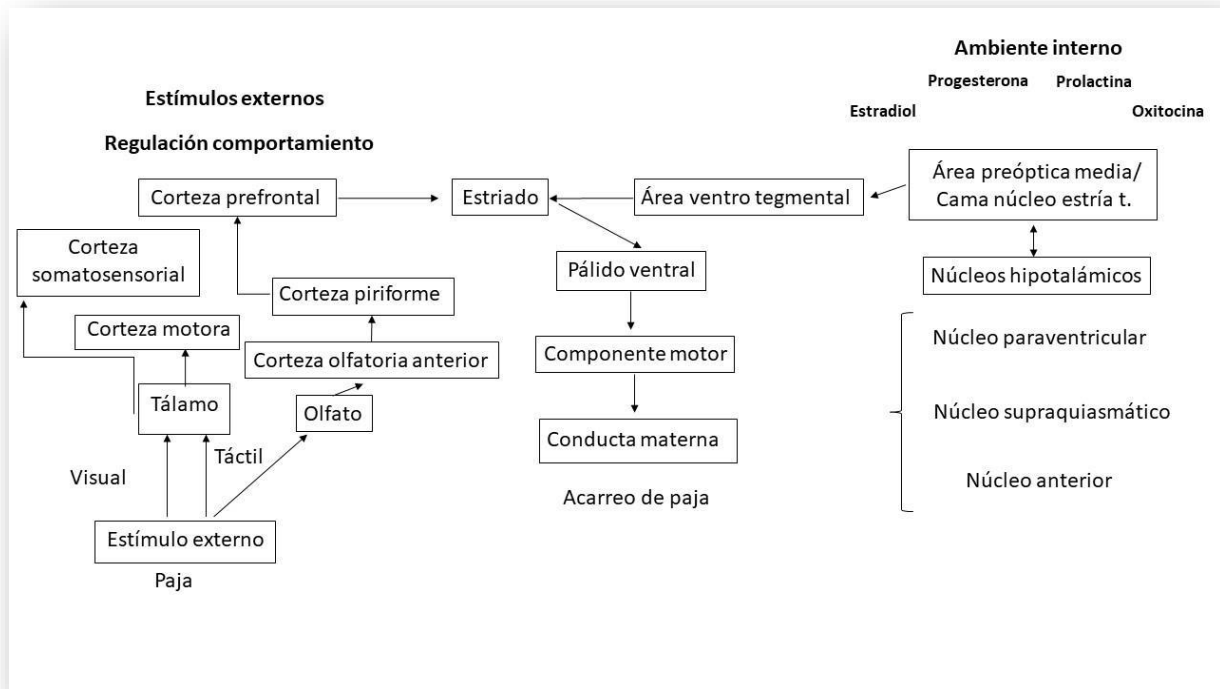 Estímulos externos
Regulación comportamiento
Corteza prefrontal
Corteza
somatosensorial
Corteza piriforme
Corteza motora
Corteza olfatoria anterior
Tálamo
Olfato
Táctil
Visual
Estímulo externo
Paja
Estriado
Área ventro tegmental
Pálido ventral
Componente motor
Conducta materna
Acarreo de paja
Ambiente interno
Progesterona
Prolactina
Estradiol
Oxitocina
Área preóptica media/
Cama núcleo estría t.
Núcleos hipotalámicos
Núcleo paraventricular
Núcleo supraquiasmático
Núcleo anterior